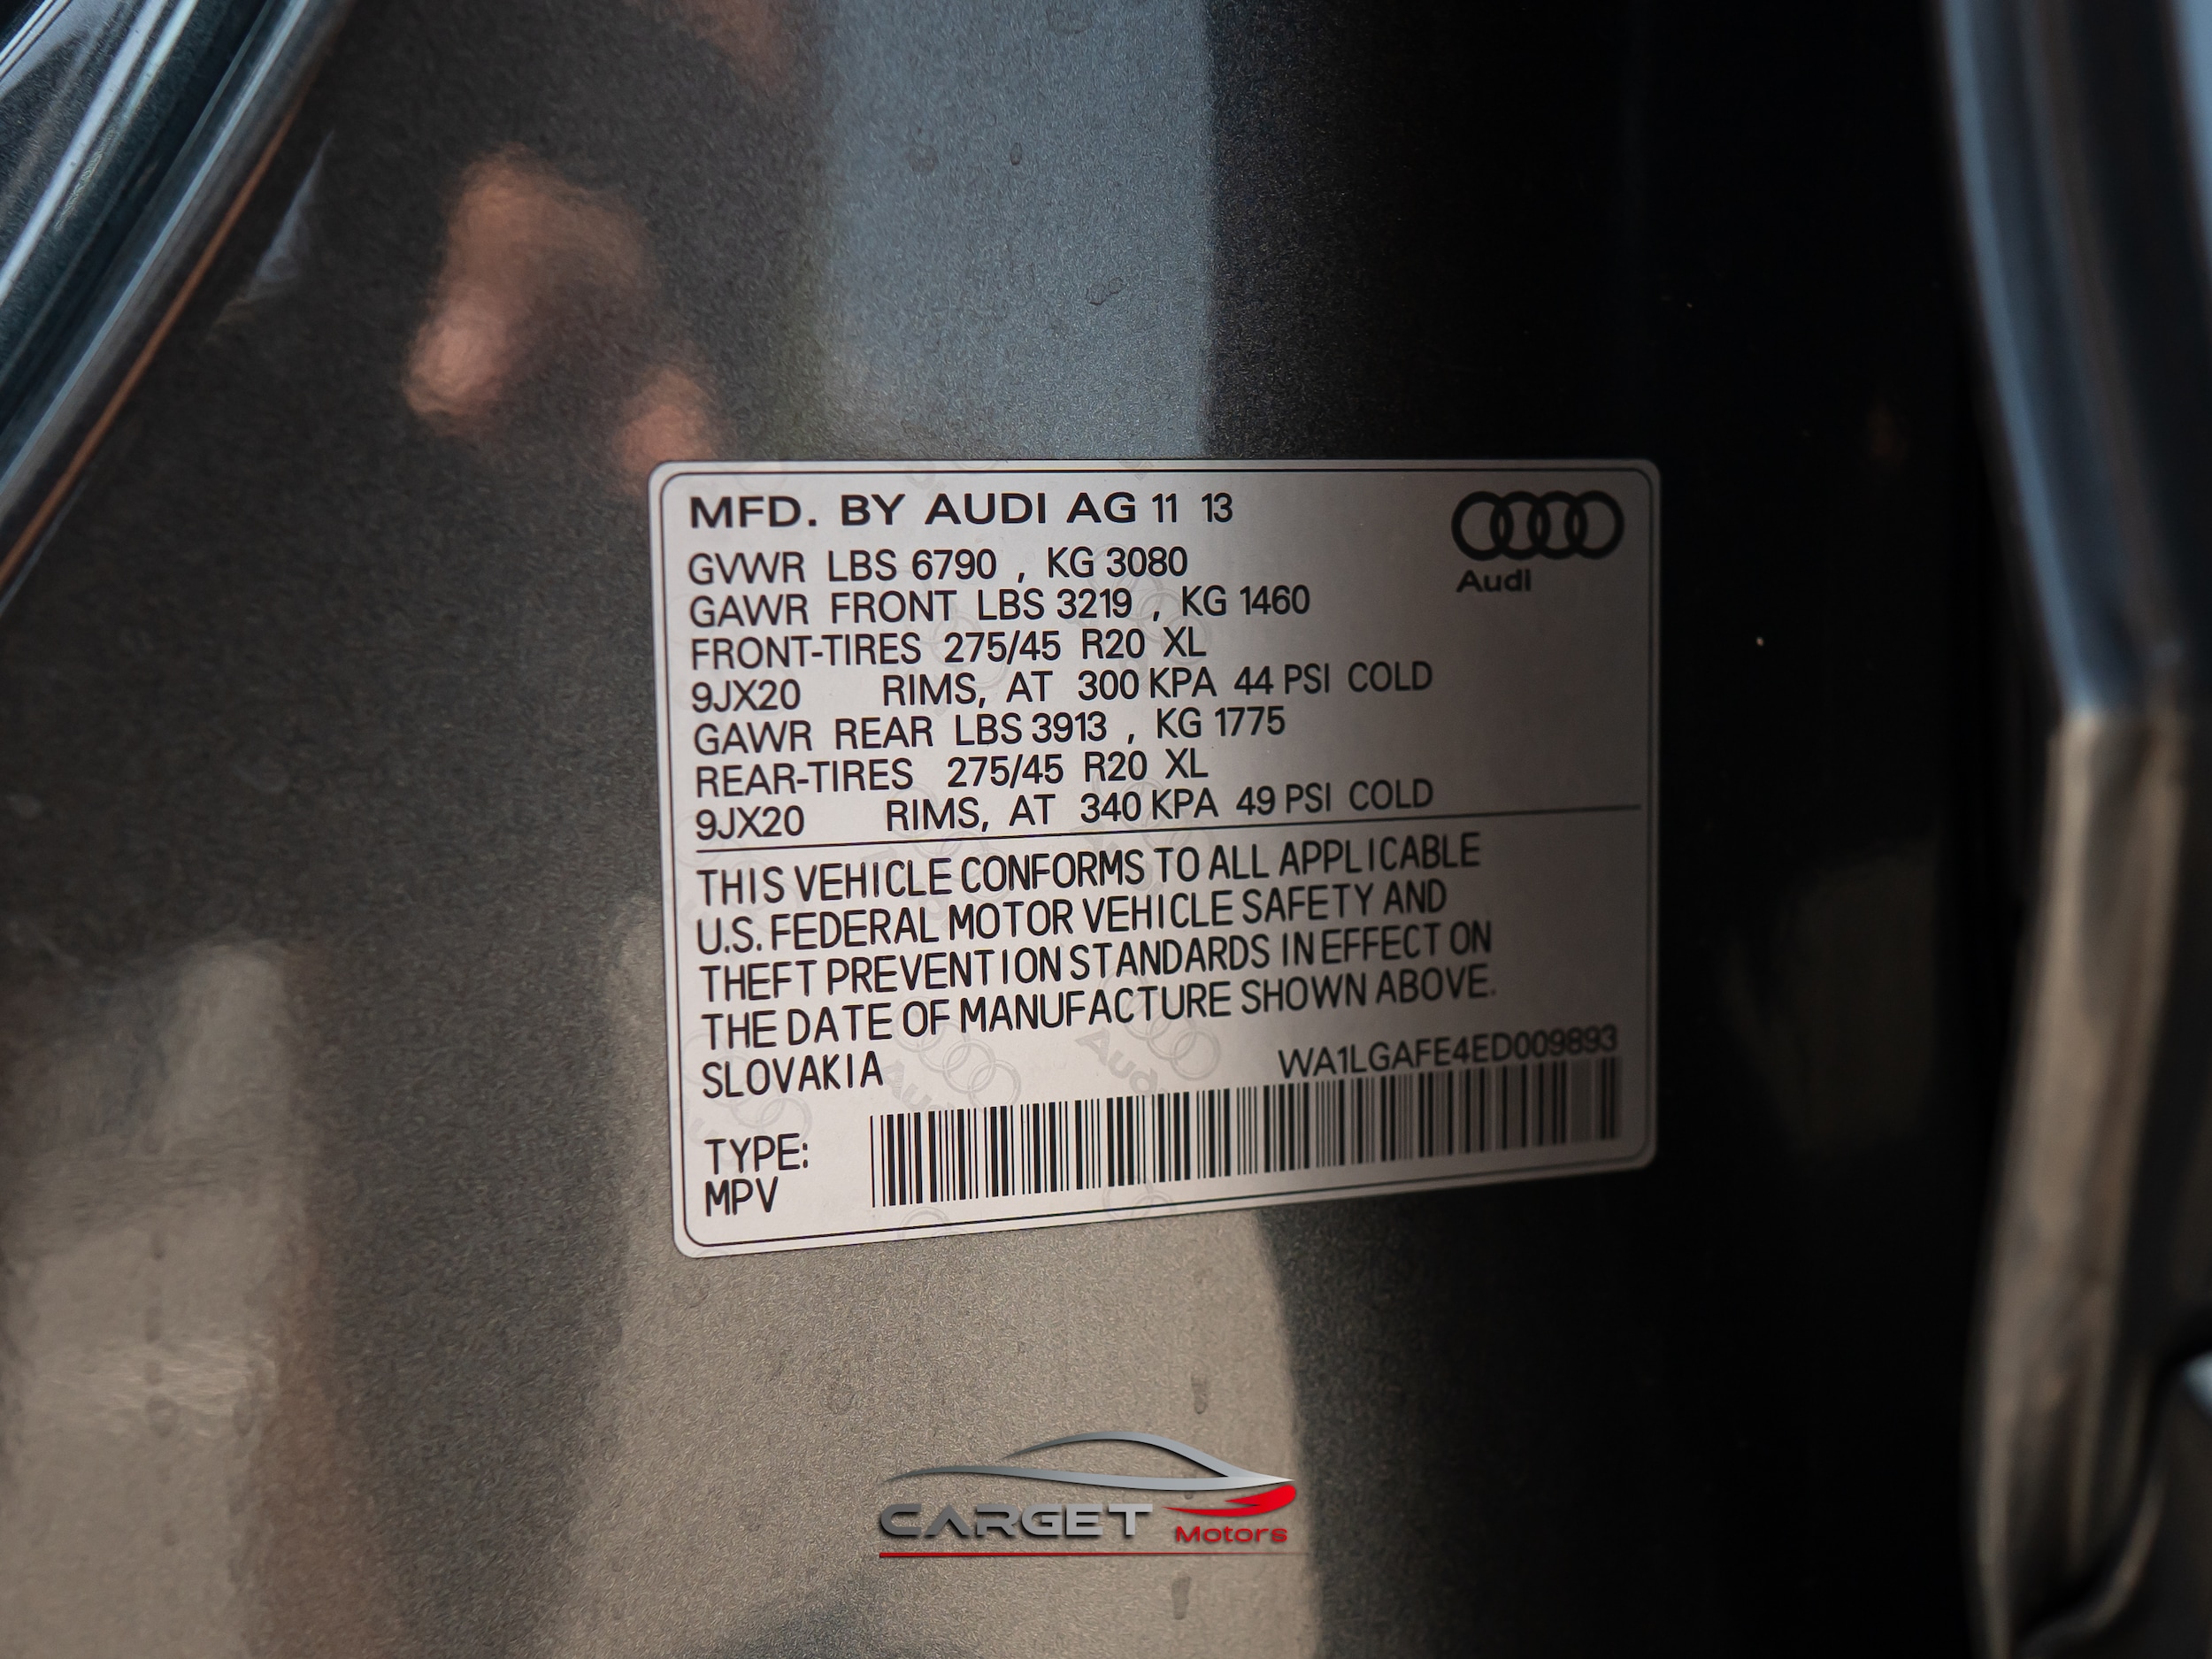 MFD. BY AUDI AG 11 13
Audi
GVWR LBS 6790 , KG 3080
GAWR FRONT LBS 3219 , KG 1460
FRONT-TIRES 275/45 R20 XL
9JX20 RIMS, AT 300 KPA 44 PSI COLD
GAWR REAR LBS 3913 , KG 1775
REAR-TIRES 275/45 R20 XL
9JX20 RIMS, AT 340 KPA 49 PSI COLD
THIS VEHICLE CONFORMS TO ALL APPLICABLE
U.S. FEDERAL MOTOR VEHICLE SAFETY AND
THEFT PREVENTION STANDARDS IN EFFECT ON
THE DATE OF MANUFACTURE SHOWN ABOVE.
SLOVAKIA
WA1LGAFE4ED009893
TYPE:
MPV
CARGET
Motors